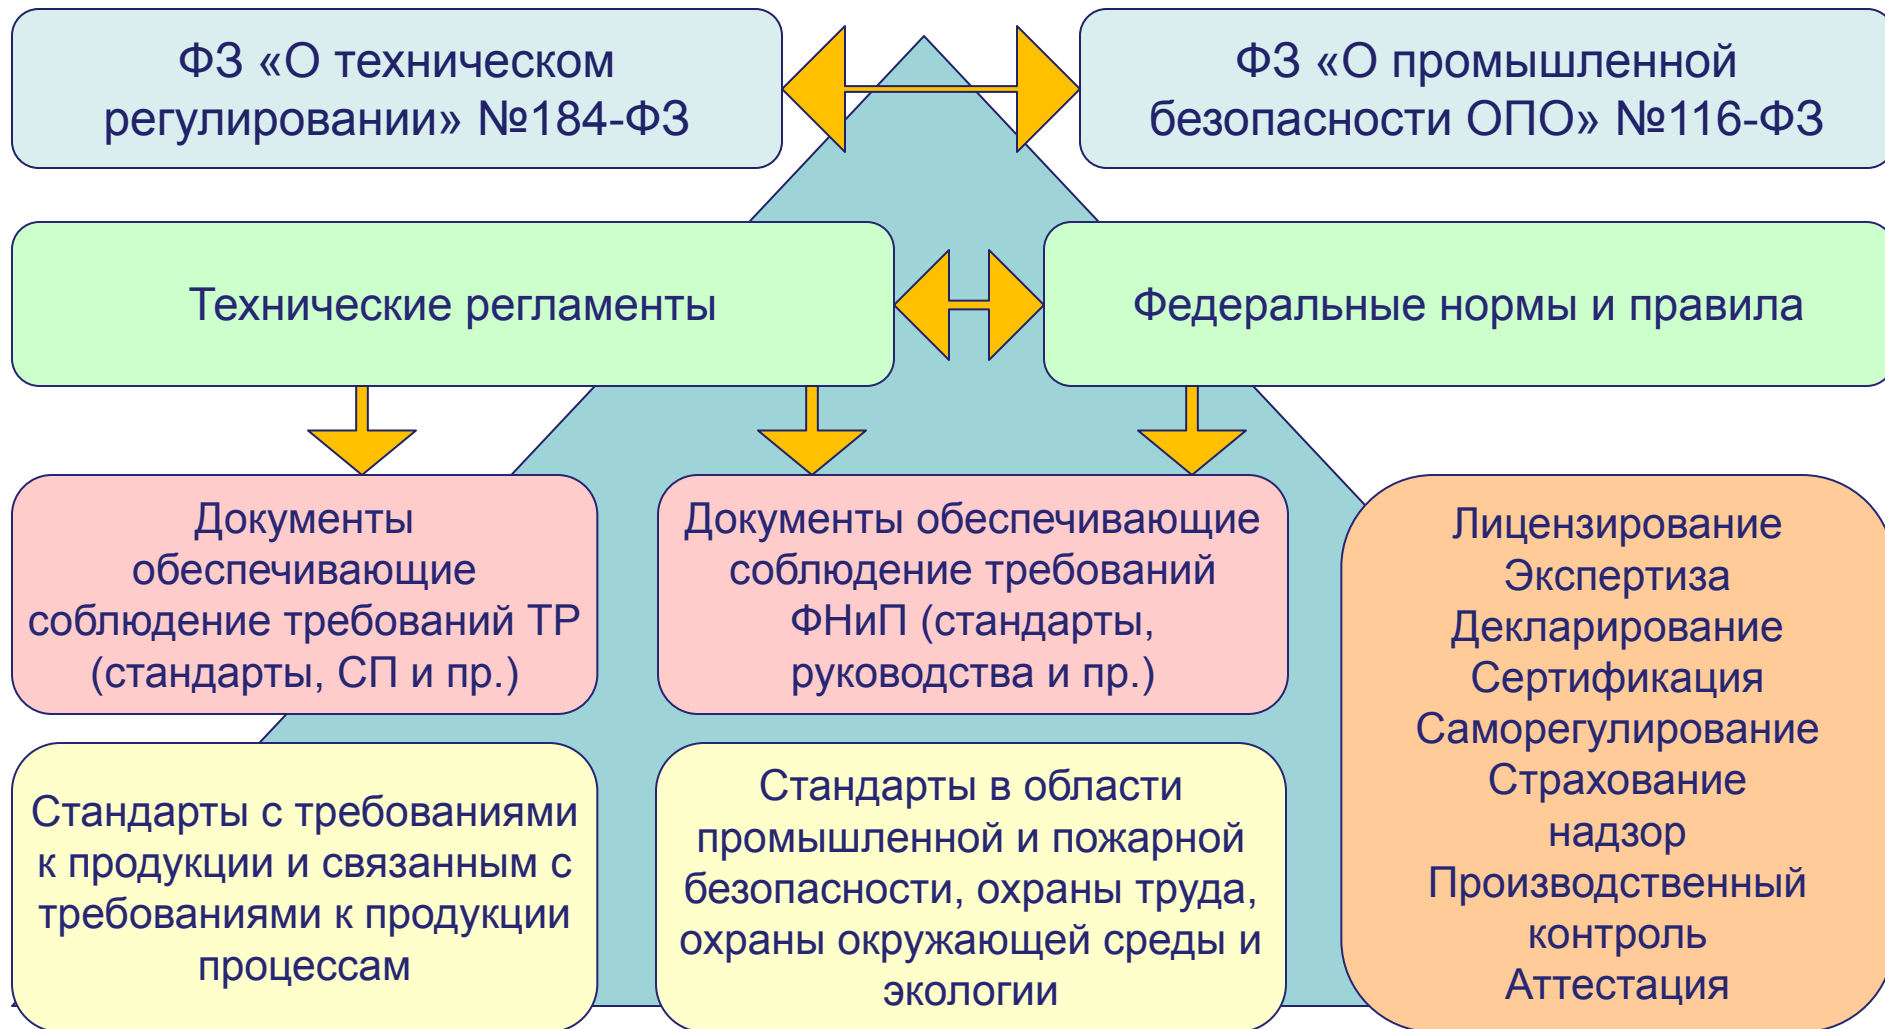 ФЗ «О техническом
регулировании» №184-ФЗ
ФЗ «О промышленной
безопасности ОПО» №116-ФЗ
Технические регламенты
Федеральные нормы и правила
Документы
обеспечивающие
соблюдение требований ТР
(стандарты, СП и пр.)
Документы обеспечивающие
соблюдение требований
ФНиП (стандарты,
руководства и пр.)
Стандарты с требованиями
к продукции и связанным с
требованиями к продукции
процессам
Стандарты в области
промышленной и пожарной
безопасности, охраны труда,
охраны окружающей среды и
экологии
Лицензирование
Экспертиза
Декларирование
Сертификация
Саморегулирование
Страхование
надзор
Производственный
контроль
Аттестация